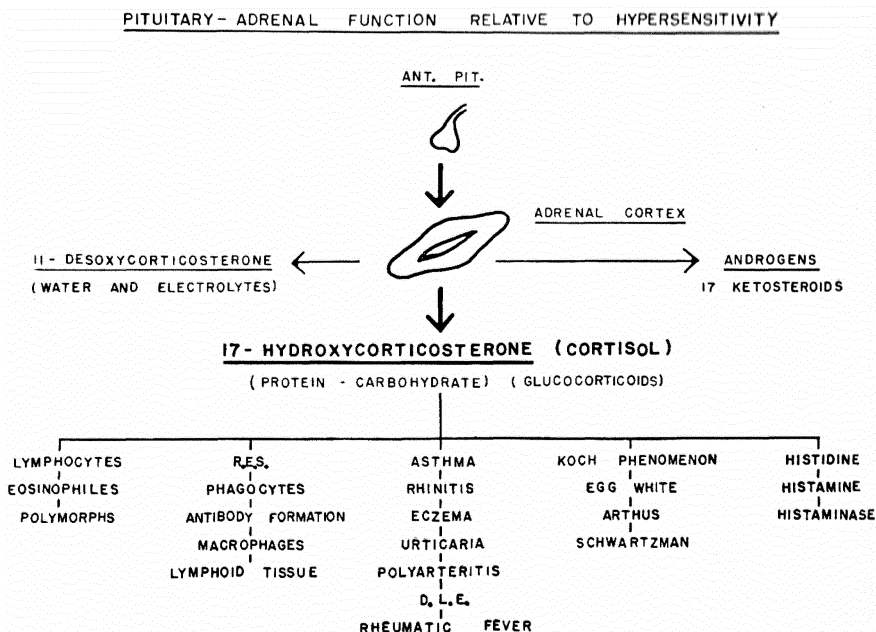 PITUITARY - ADRENAL FUNCTION RELATIVE TO HYPERSENSITIVITY
ANT. PIT.
ADRENAL CORTEX
11 - DESOXYCORTICOSTERONE
(WATER AND ELECTROLYTES)
ANDROGENS
17 KETOSTEROIDS
17 - HYDROXYCORTICOSTERONE (CORTISOL)
(PROTEIN - CARBOHYDRATE) (GLUCOCORTICOIDS)
LYMPHOCYTES
EOSINOPHILES
POLYMORPHS
R.E.S.
PHAGOCYTES
ANTIBODY FORMATION
MACROPHAGES
LYMPHOID TISSUE
ASTHMA
RHINITIS
ECZEMA
URTICARIA
POLYARTERITIS
D. L. E.
RHEUMATIC FEVER
KOCH PHENOMENON
EGG WHITE
ARTHUS
SCHWARTZMAN
HISTIDINE
HISTAMINE
HISTAMINASE